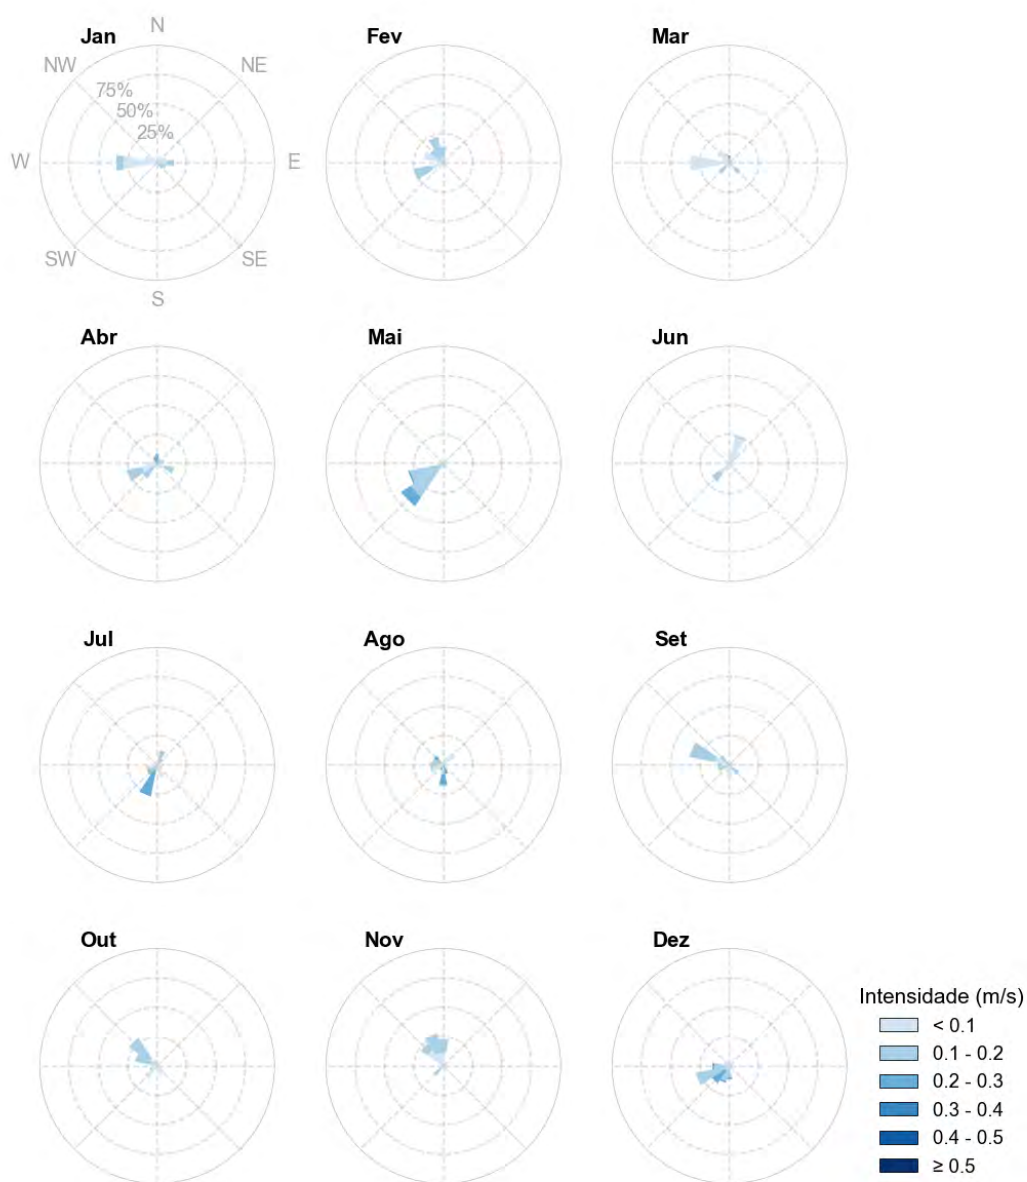 Jan
N
Fev
Mar
NW
NE
75%
50%
25%
W
E
SW
SE
S
Abr
Mai
Jun
Jul
Ago
Set
Out
Nov
Dez
Intensidade (m/s)
< 0.1
0.1 - 0.2
0.2 - 0.3
0.3 - 0.4
0.4 - 0.5
≥ 0.5